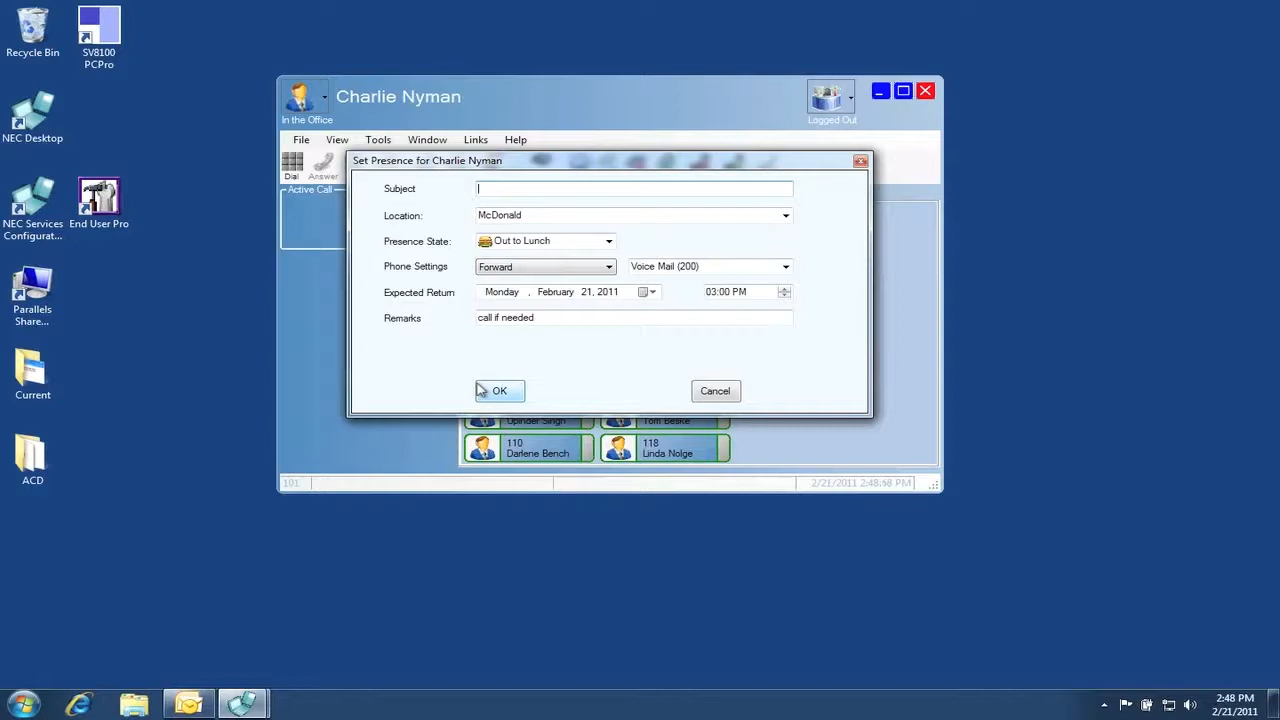 Recycle Bin
SV8100
PCPro
NEC Desktop
NEC Services
Configurat...
End User Pro
Parallels
Share...
Current
ACD
Charlie Nyman
In the Office
Logged Out
File View Tools Window Links Help
Dial Answer
Active Call
Set Presence for Charlie Nyman
Subject
Location: McDonald
Presence State: Out to Lunch
Phone Settings Forward Voice Mail (200)
Expected Return Monday , February 21, 2011 03:00 PM
Remarks call if needed
OK Cancel
Upinder Singh Tom Beske
110 118
Darlene Bench Linda Nolge
101 2/21/2011 2:48:58 PM
2:48 PM
2/21/2011